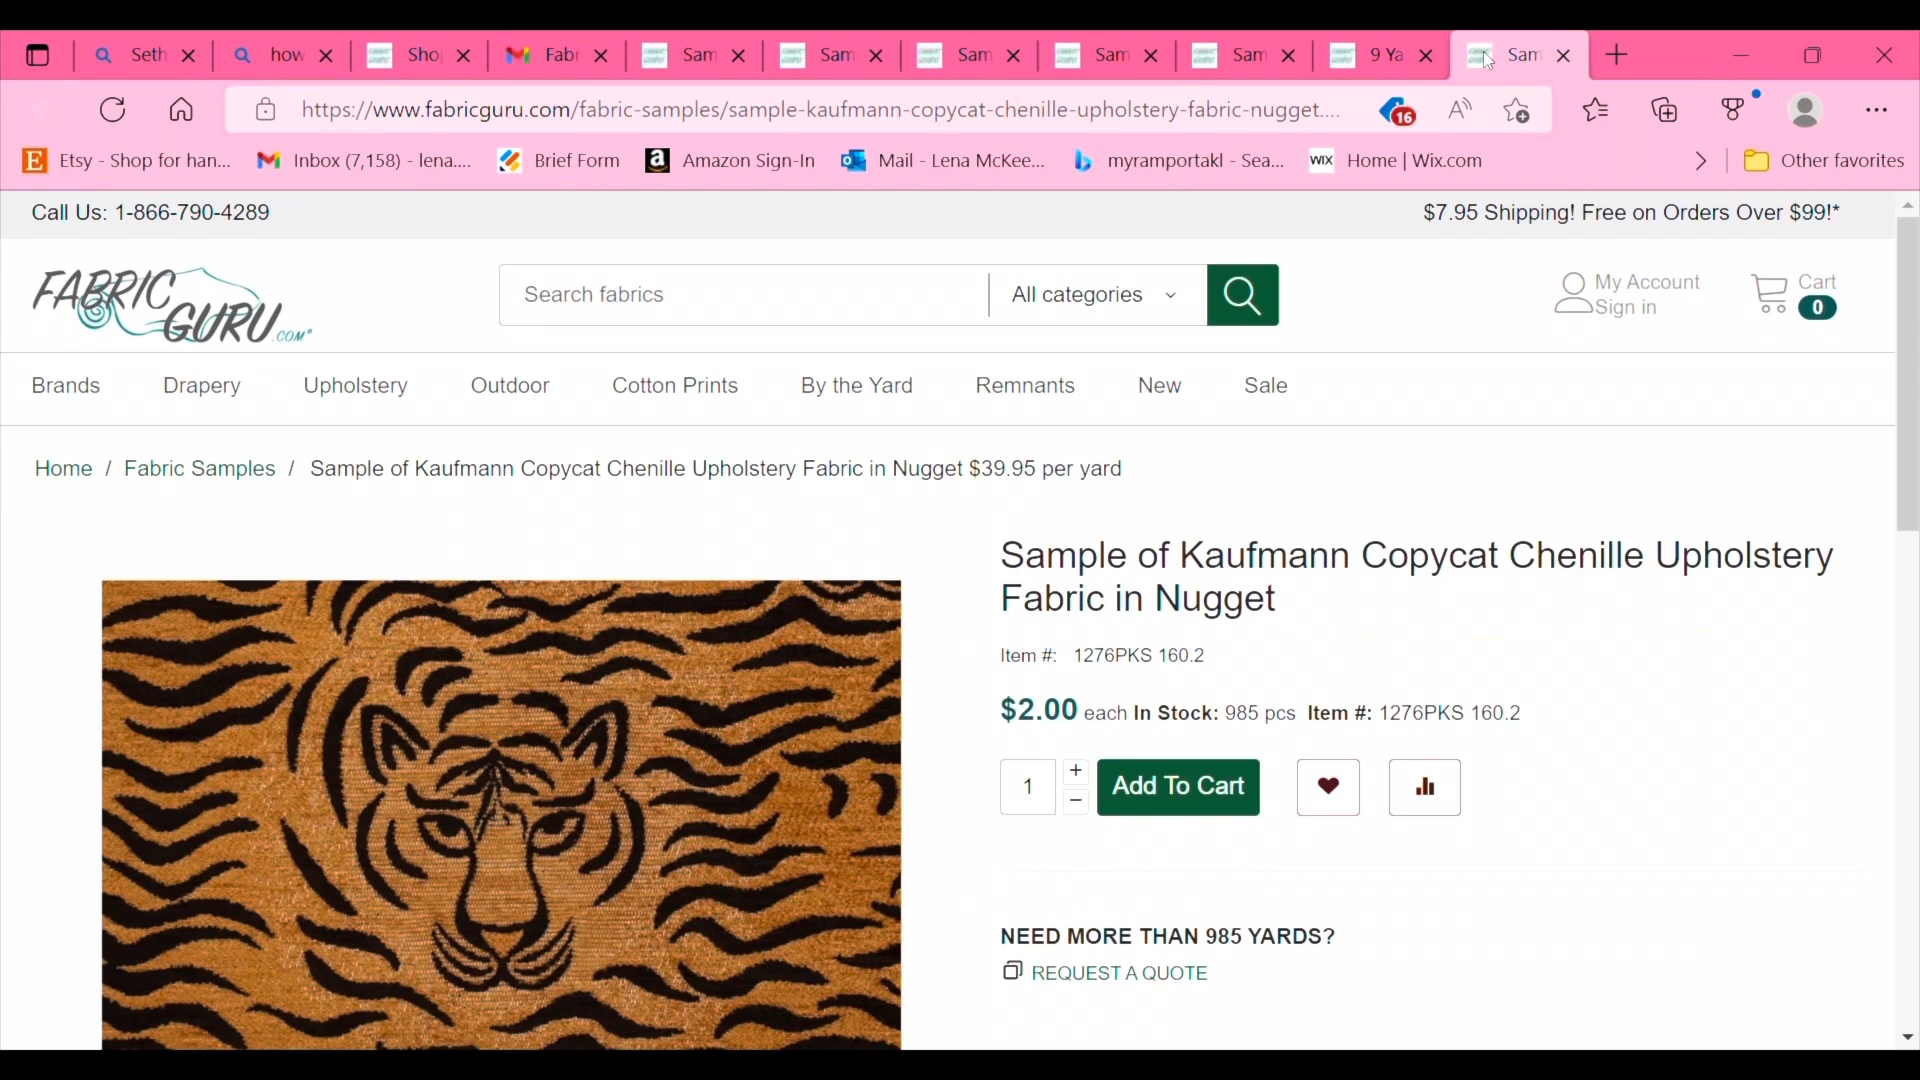 Seth
how
Sho
Fabr
Sam
Sam
Sam
Sam
Sam
9 Ya
Sam
https://www.fabricguru.com/fabric-samples/sample-kaufmann-copycat-chenille-upholstery-fabric-nugget....
16
Etsy - Shop for han...
Inbox (7,158) - lena....
Brief Form
Amazon Sign-In
Mail - Lena McKee...
myramportakl - Sea...
WIX
Home | Wix.com
Other favorites
Call Us: 1-866-790-4289
$7.95 Shipping! Free on Orders Over $99!*
FABRIC GURU.COM®
Search fabrics
All categories
My Account
Sign in
Cart
0
Brands
Drapery
Upholstery
Outdoor
Cotton Prints
By the Yard
Remnants
New
Sale
Home / Fabric Samples / Sample of Kaufmann Copycat Chenille Upholstery Fabric in Nugget $39.95 per yard
Sample of Kaufmann Copycat Chenille Upholstery
Fabric in Nugget
Item #: 1276PKS 160.2
$2.00 each In Stock: 985 pcs Item #: 1276PKS 160.2
1
+
−
Add To Cart
NEED MORE THAN 985 YARDS?
REQUEST A QUOTE